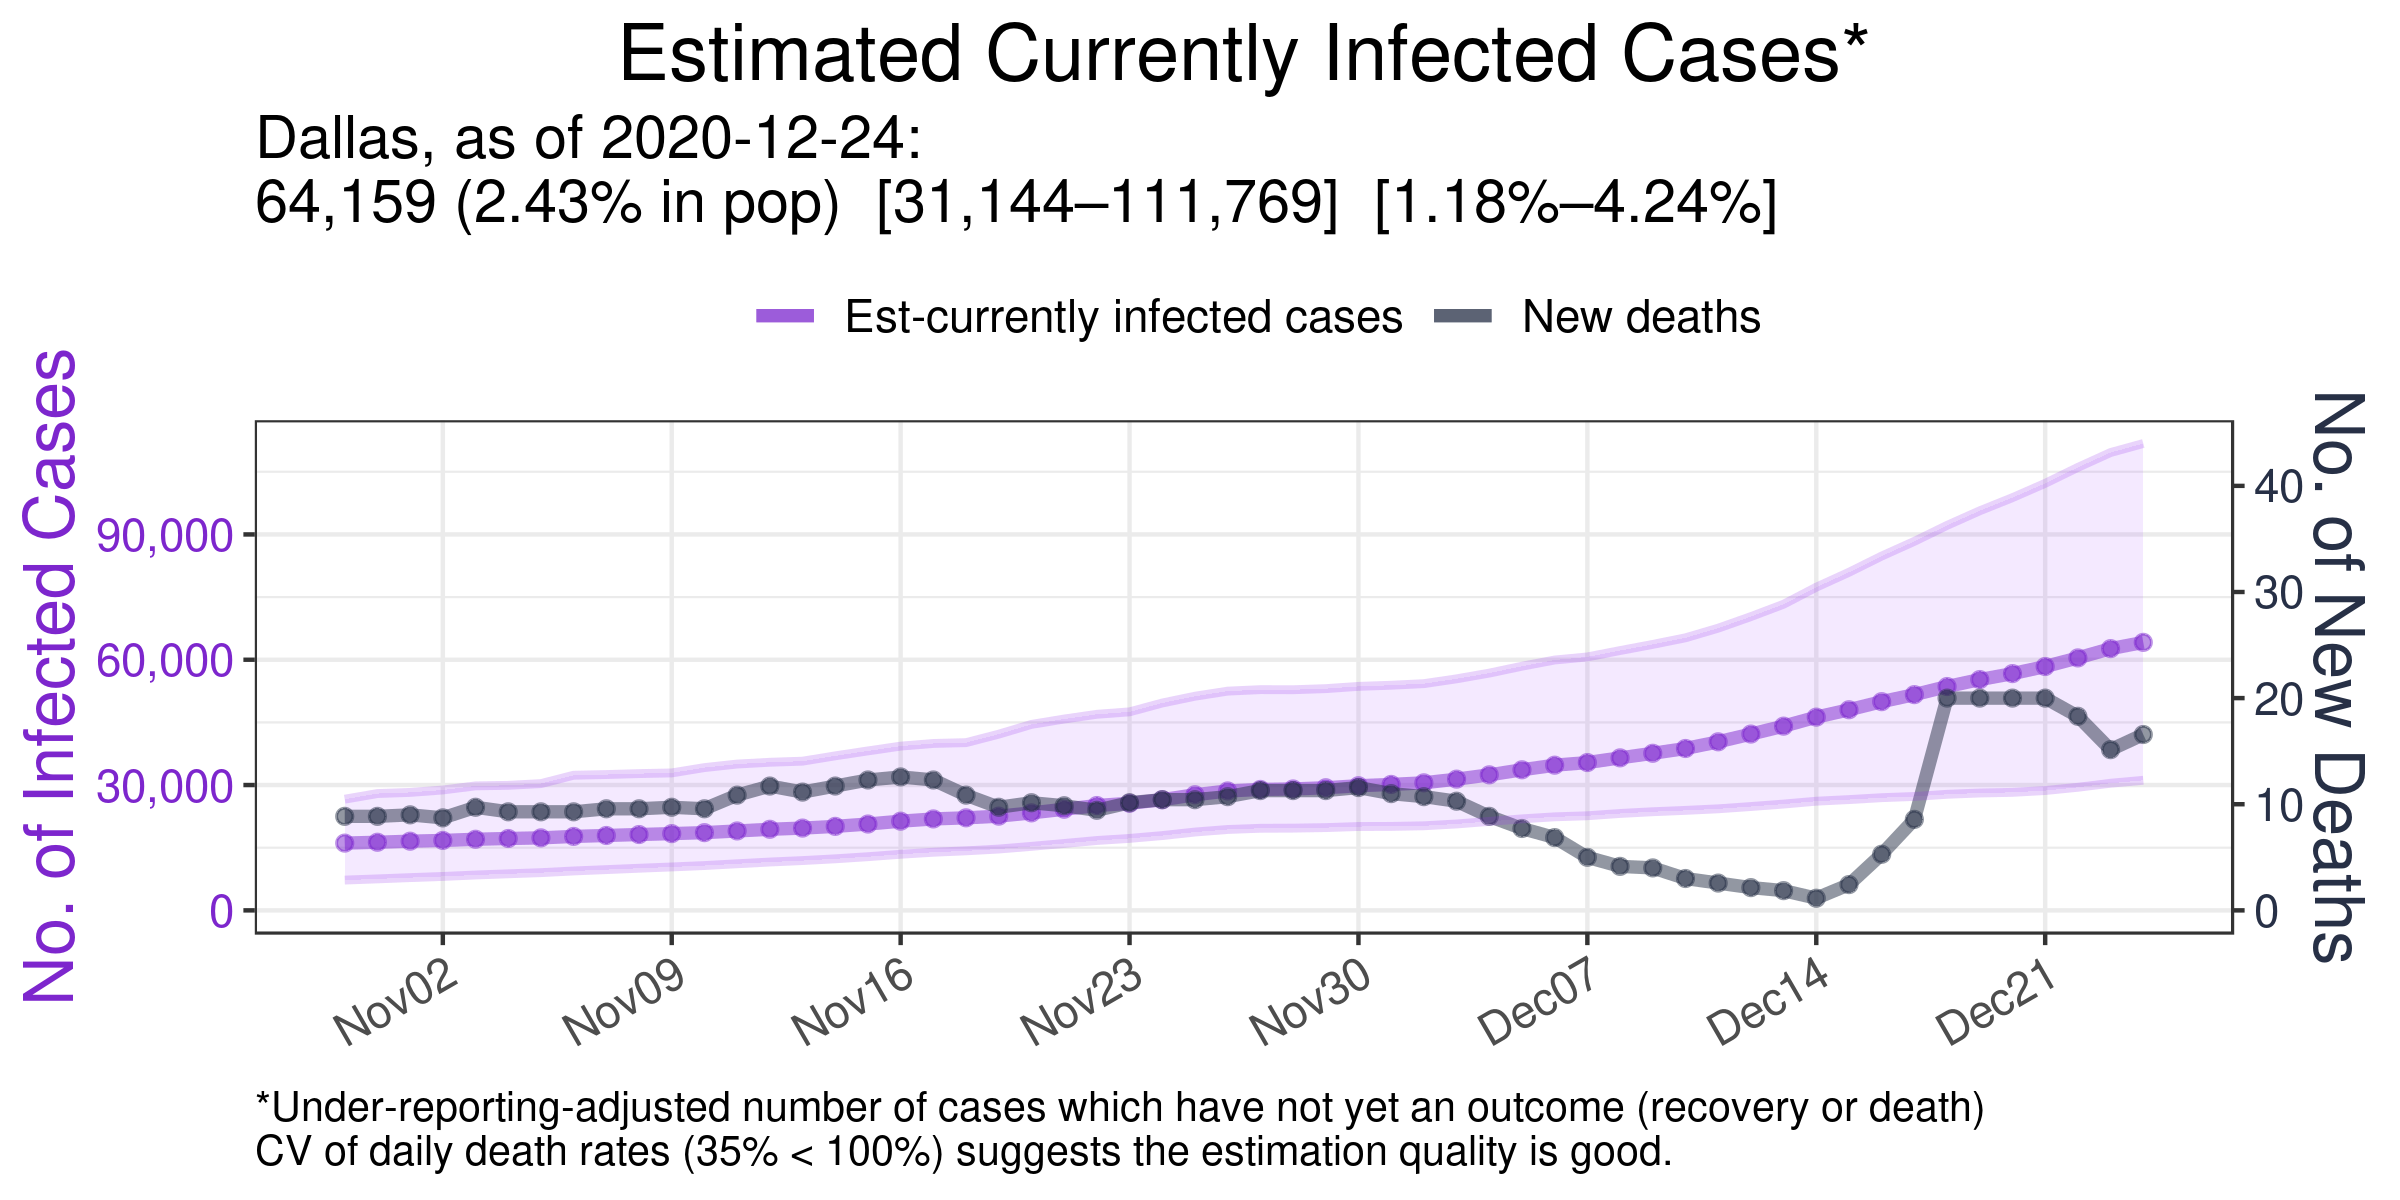 Estimated Currently Infected Cases*
Dallas, as of 2020-12-24:
64,159 (2.43% in pop)  [31,144–111,769]  [1.18%–4.24%]
Est-currently infected cases
New deaths
No. of Infected Cases
90,000
60,000
30,000
0
No. of New Deaths
40
30
20
10
0
Nov02
Nov09
Nov16
Nov23
Nov30
Dec07
Dec14
Dec21
*Under-reporting-adjusted number of cases which have not yet an outcome (recovery or death)
CV of daily death rates (35% < 100%) suggests the estimation quality is good.